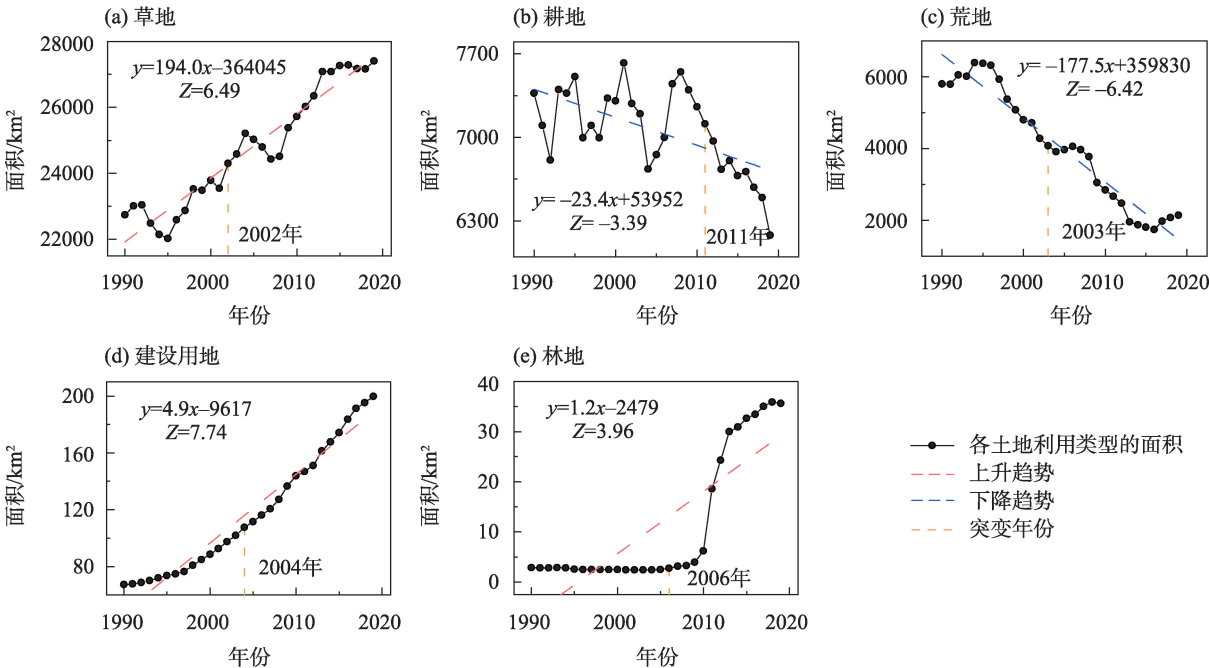 (a) 草地
28000
26000
24000
22000
面积/km²
y=194.0x–364045
Z=6.49
2002年
1990
2000
2010
2020
年份
(b) 耕地
7700
7000
6300
面积/km²
y= –23.4x+53952
Z= –3.39
2011年
1990
2000
2010
2020
年份
(c) 荒地
6000
4000
2000
面积/km²
y= –177.5x+359830
Z= –6.42
2003年
1990
2000
2010
2020
年份
(d) 建设用地
200
160
120
80
面积/km²
y=4.9x–9617
Z=7.74
2004年
1990
2000
2010
2020
年份
(e) 林地
40
30
20
10
0
面积/km²
y=1.2x–2479
Z=3.96
2006年
1990
2000
2010
2020
年份
各土地利用类型的面积
上升趋势
下降趋势
突变年份